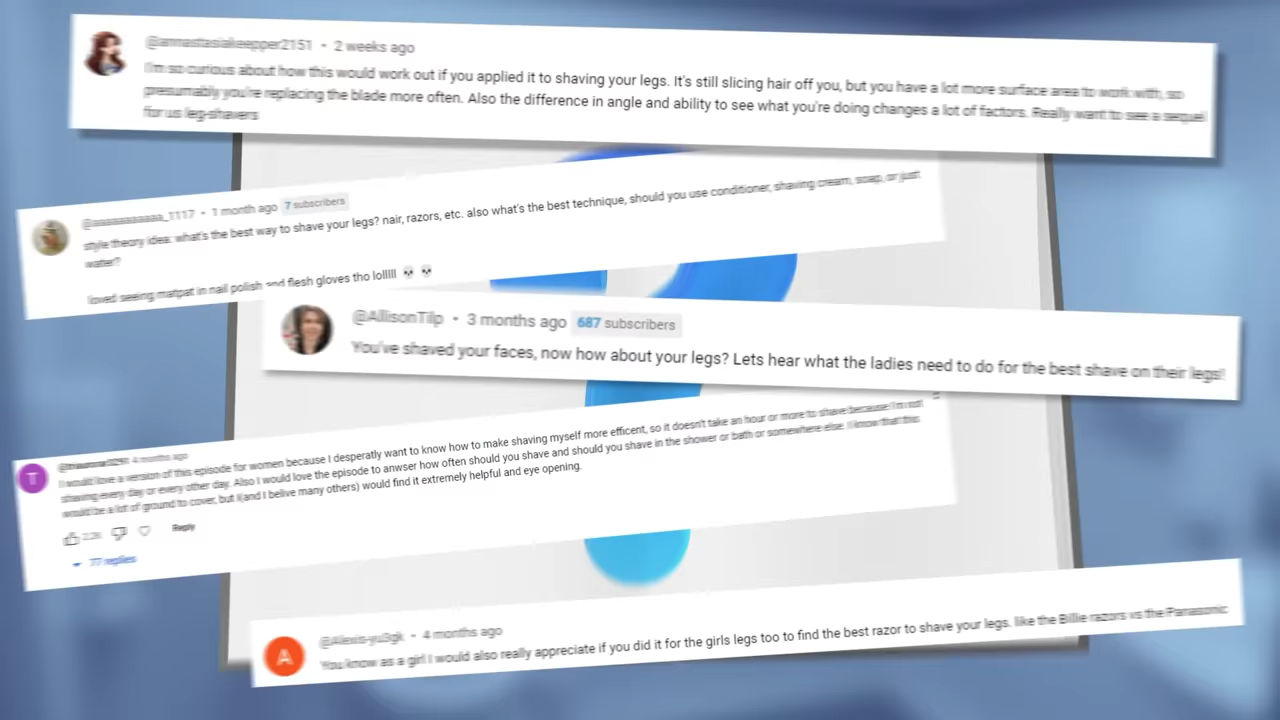 @annastasiakeepper2151 • 2 weeks ago
I'm so curious about how this would work out if you applied it to shaving your legs. It's still slicing hair off you, but you have a lot more surface area to work with, so
presumably you're replacing the blade more often. Also the difference in angle and ability to see what you're doing changes a lot of factors. Really want to see a sequel
for us leg-shavers
1 month ago 7 subscribers
style theory idea: what's the best way to shave your legs? nair, razors, etc. also what's the best technique, should you use conditioner, shaving cream, soap, or just
water?
loved seeing matpat in nail polish and flesh gloves tho lolllll 💀 💀
@AllisonTilp • 3 months ago 687 subscribers
You've shaved your faces, now how about your legs? Lets hear what the ladies need to do for the best shave on their legs!
T
4 months ago
I would love a version of this episode for women because I desperatly want to know how to make shaving myself more efficent, so it doesn't take an hour or more to shave because I'm not
shaving every day or every other day. Also I would love the episode to anwser how often should you shave and should you shave in the shower or bath or somewhere else. I know that this
would be a lot of ground to cover, but I(and I belive many others) would find it extremely helpful and eye opening.
Reply
77 replies
A
4 months ago
You know as a girl I would also really appreciate if you did it for the girls legs too to find the best razor to shave your legs. like the Billie razors vs the Panasonic